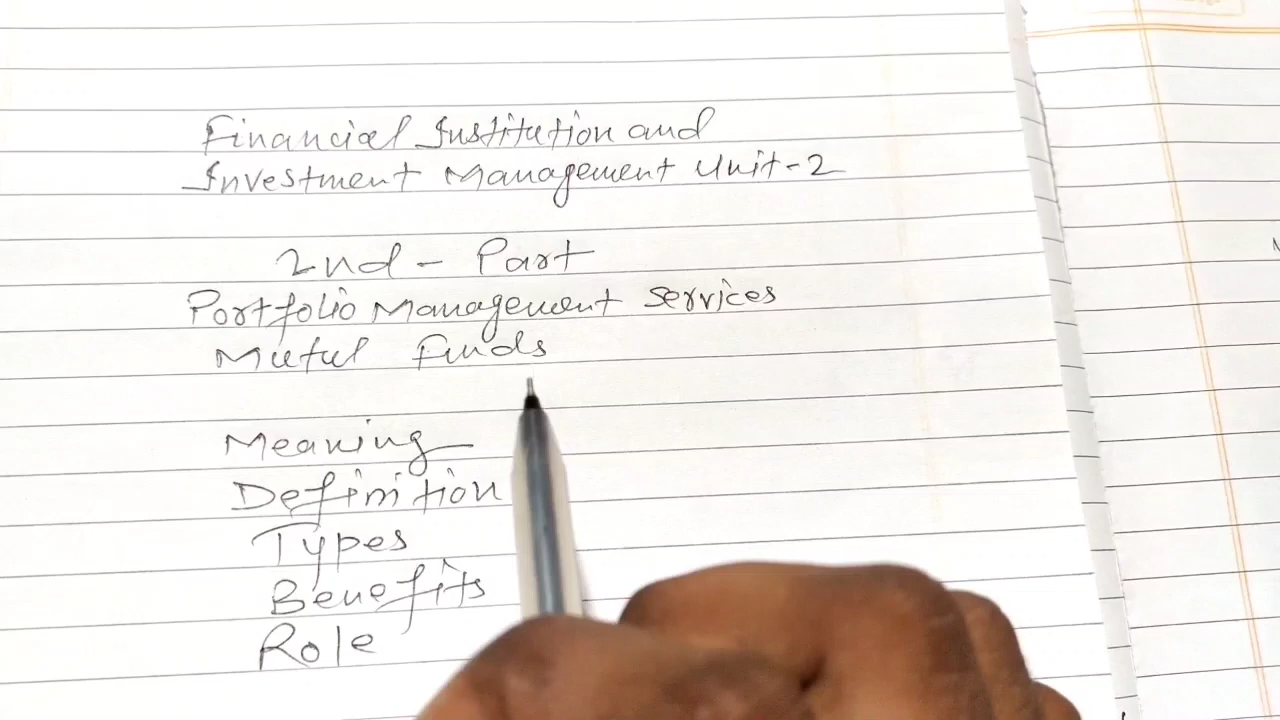 Financial Institution and
Investment Management Unit-2
2nd - Part
Portfolio Management Services
Mutul Funds
Meaning
Definition
Types
Benefits
Role